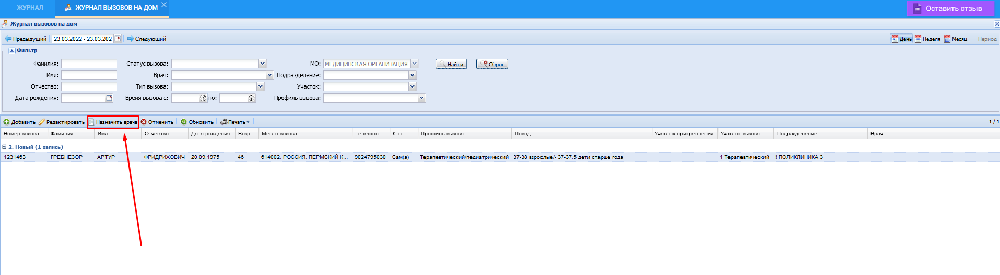 ЖУРНАЛ ЖУРНАЛ ВЫЗОВОВ НА ДОМ Оставить отзыв
Журнал вызовов на дом
Предыдущий 23.03.2022 - 23.03.202 Следующий День Неделя Месяц Период
Фильтр
Фамилия: Статус вызова: МО: МЕДИЦИНСКАЯ ОРГАНИЗАЦИЯ Найти Сброс
Имя: Врач: Подразделение:
Отчество: Тип вызова: Участок:
Дата рождения: Время вызова с: по: Профиль вызова:
Добавить Редактировать Назначить врача Отменить Обновить Печать 1 / 1
Номер вызова Фамилия Имя Отчество Дата рождения Возр... Место вызова Телефон Кто Профиль вызова Повод Участок прикрепления Участок вызова Подразделение Врач
2. Новый (1 запись)
1231463 ГРЕБНЕЗОР АРТУР ФРИДРИХОВИЧ 20.09.1975 46 614002, РОССИЯ, ПЕРМСКИЙ К... 9024795030 Сам(а) Терапевтический/педиатрический 37-38 взрослые/- 37-37,5 дети старше года 1 Терапевтический ! ПОЛИКЛИНИКА 3